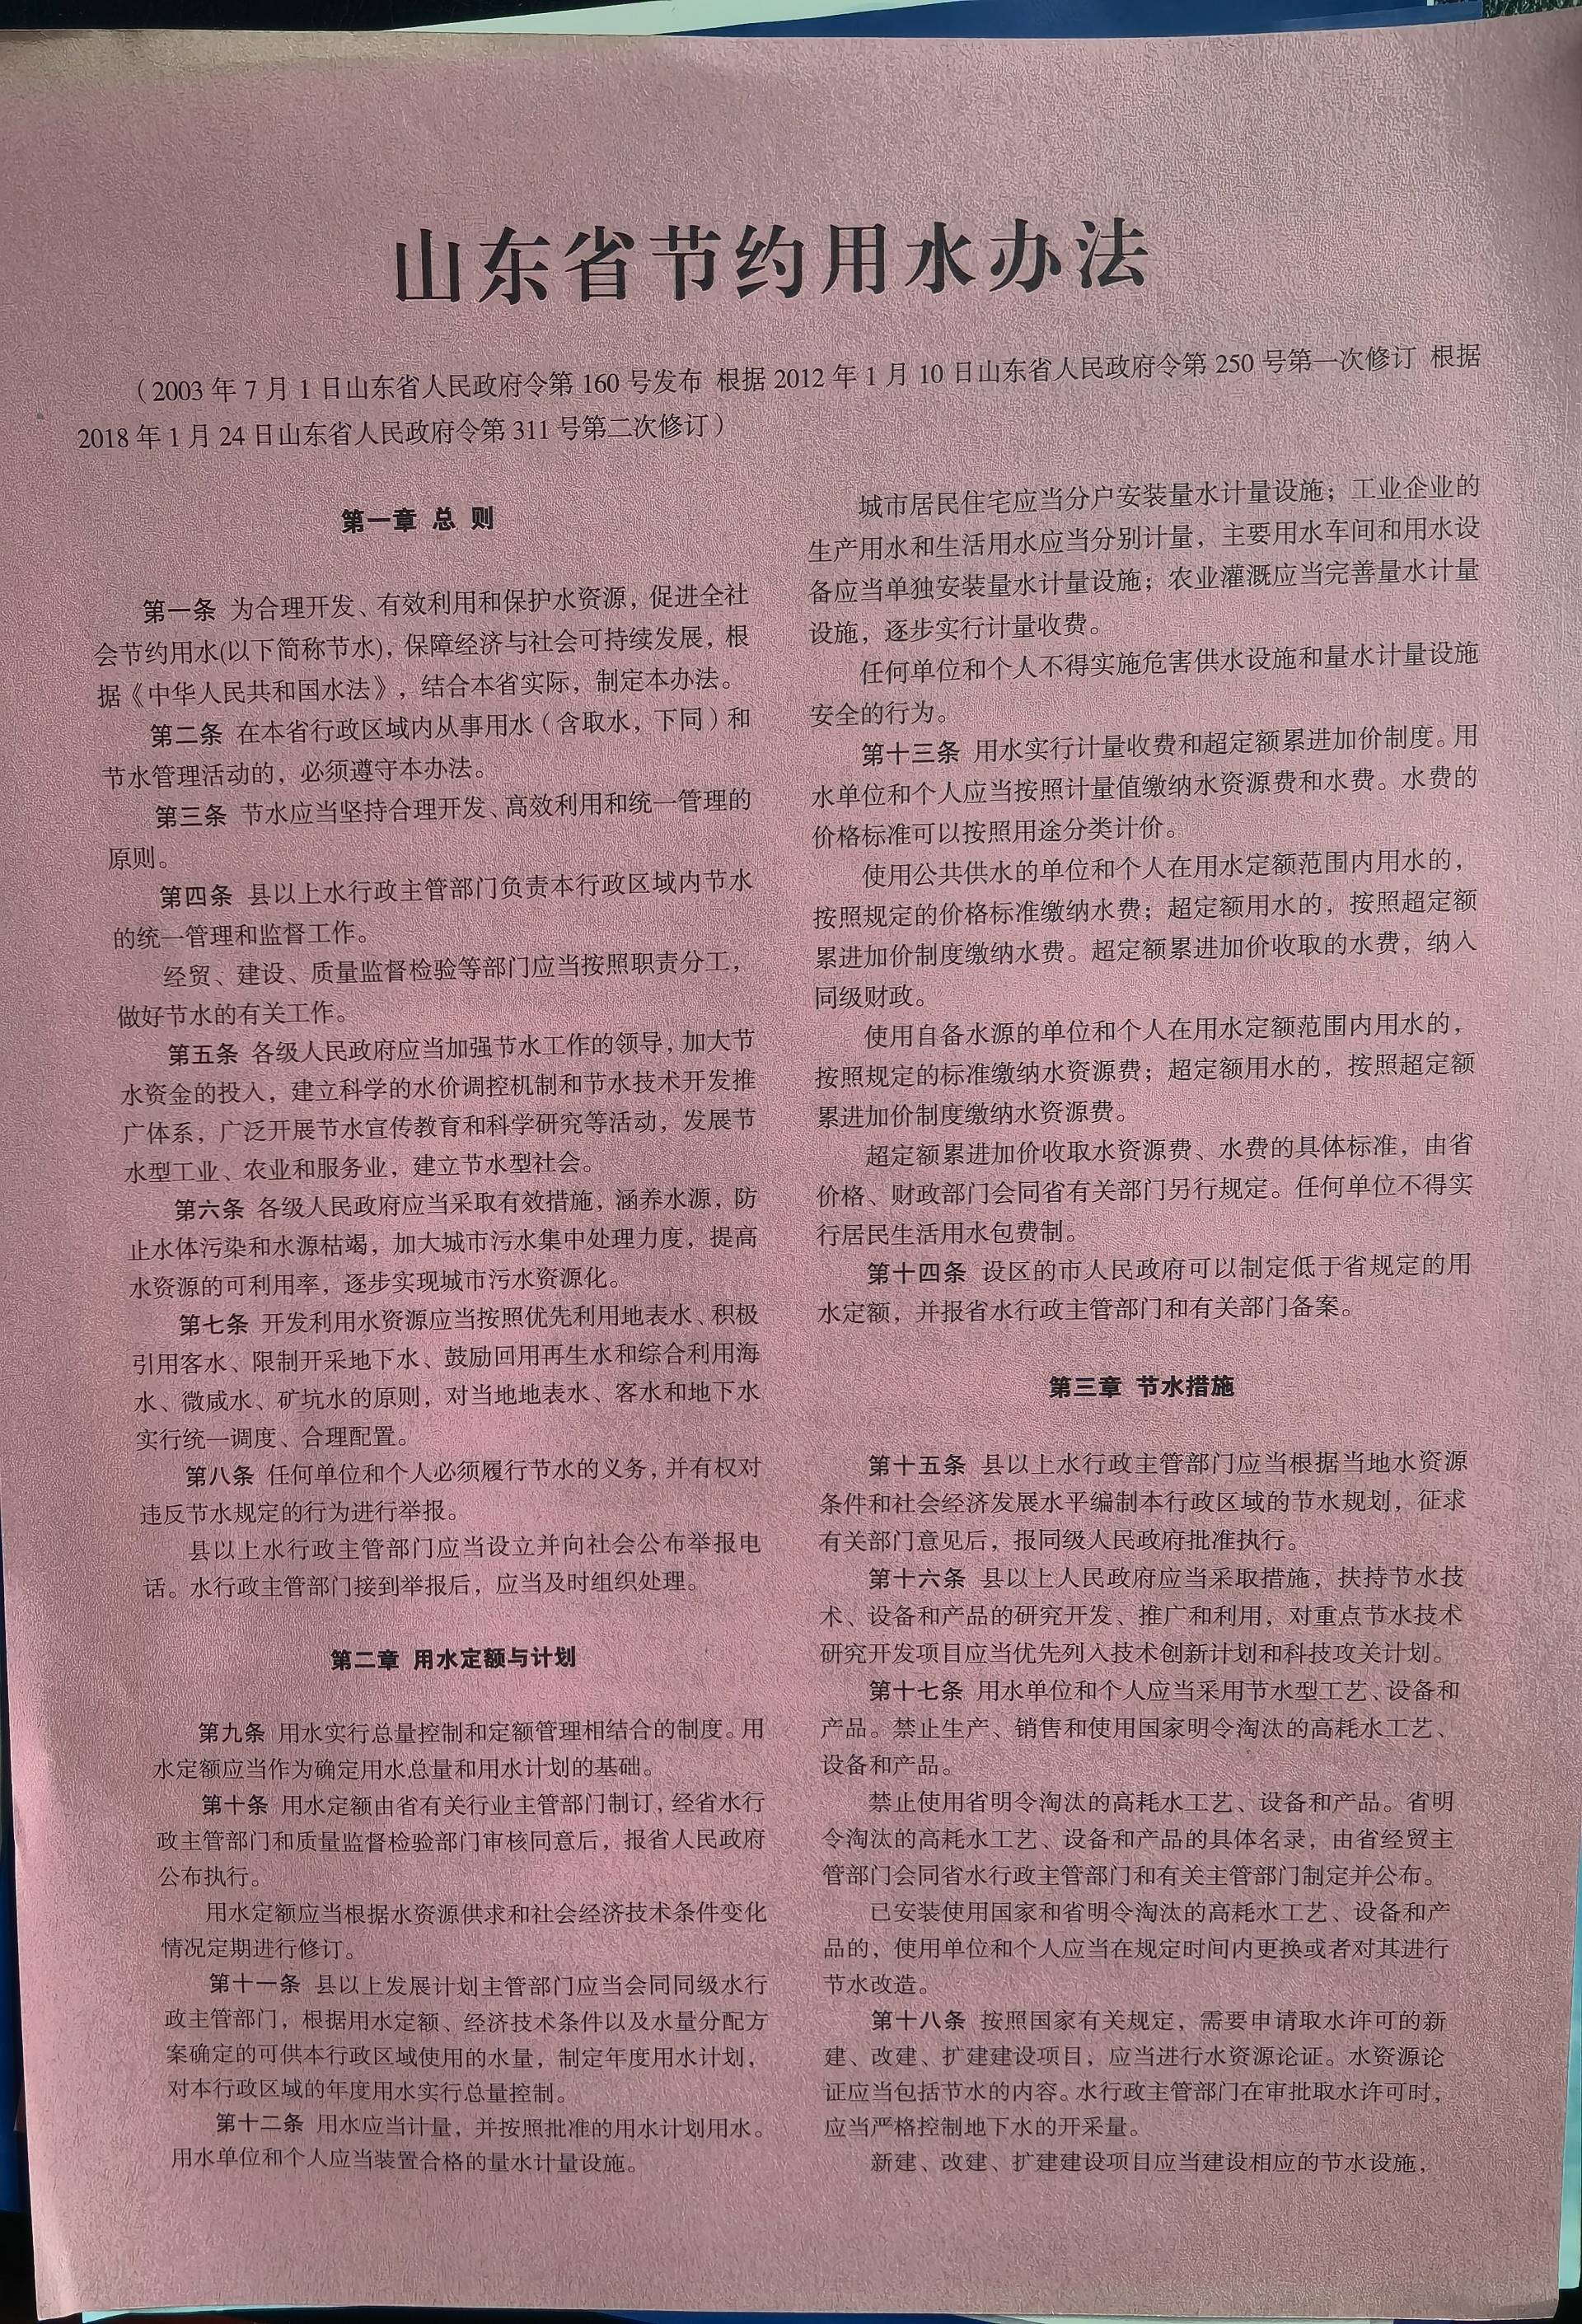 山东省节约用水办法
（2003 年 7 月 1 日山东省人民政府令第 160 号发布 根据 2012 年 1 月 10 日山东省人民政府令第 250 号第一次修订 根据
2018 年 1 月 24 日山东省人民政府令第 311 号第二次修订）
第一章 总 则
第一条 为合理开发、有效利用和保护水资源，促进全社
会节约用水(以下简称节水)，保障经济与社会可持续发展，根
据《中华人民共和国水法》，结合本省实际，制定本办法。
第二条 在本省行政区域内从事用水（含取水，下同）和
节水管理活动的，必须遵守本办法。
第三条 节水应当坚持合理开发、高效利用和统一管理的
原则。
第四条 县以上水行政主管部门负责本行政区域内节水
的统一管理和监督工作。
经贸、建设、质量监督检验等部门应当按照职责分工，
做好节水的有关工作。
第五条 各级人民政府应当加强节水工作的领导，加大节
水资金的投入，建立科学的水价调控机制和节水技术开发推
广体系，广泛开展节水宣传教育和科学研究等活动，发展节
水型工业、农业和服务业，建立节水型社会。
第六条 各级人民政府应当采取有效措施，涵养水源，防
止水体污染和水源枯竭，加大城市污水集中处理力度，提高
水资源的可利用率，逐步实现城市污水资源化。
第七条 开发利用水资源应当按照优先利用地表水、积极
引用客水、限制开采地下水、鼓励回用再生水和综合利用海
水、微咸水、矿坑水的原则，对当地地表水、客水和地下水
实行统一调度、合理配置。
第八条 任何单位和个人必须履行节水的义务，并有权对
违反节水规定的行为进行举报。
县以上水行政主管部门应当设立并向社会公布举报电
话。水行政主管部门接到举报后，应当及时组织处理。
第二章 用水定额与计划
第九条 用水实行总量控制和定额管理相结合的制度。用
水定额应当作为确定用水总量和用水计划的基础。
第十条 用水定额由省有关行业主管部门制订，经省水行
政主管部门和质量监督检验部门审核同意后，报省人民政府
公布执行。
用水定额应当根据水资源供求和社会经济技术条件变化
情况定期进行修订。
第十一条 县以上发展计划主管部门应当会同同级水行
政主管部门，根据用水定额、经济技术条件以及水量分配方
案确定的可供本行政区域使用的水量，制定年度用水计划，
对本行政区域的年度用水实行总量控制。
第十二条 用水应当计量，并按照批准的用水计划用水。
用水单位和个人应当装置合格的量水计量设施。
城市居民住宅应当分户安装量水计量设施；工业企业的
生产用水和生活用水应当分别计量，主要用水车间和用水设
备应当单独安装量水计量设施；农业灌溉应当完善量水计量
设施，逐步实行计量收费。
任何单位和个人不得实施危害供水设施和量水计量设施
安全的行为。
第十三条 用水实行计量收费和超定额累进加价制度。用
水单位和个人应当按照计量值缴纳水资源费和水费。水费的
价格标准可以按照用途分类计价。
使用公共供水的单位和个人在用水定额范围内用水的，
按照规定的价格标准缴纳水费；超定额用水的，按照超定额
累进加价制度缴纳水费。超定额累进加价收取的水费，纳入
同级财政。
使用自备水源的单位和个人在用水定额范围内用水的，
按照规定的标准缴纳水资源费；超定额用水的，按照超定额
累进加价制度缴纳水资源费。
超定额累进加价收取水资源费、水费的具体标准，由省
价格、财政部门会同省有关部门另行规定。任何单位不得实
行居民生活用水包费制。
第十四条 设区的市人民政府可以制定低于省规定的用
水定额，并报省水行政主管部门和有关部门备案。
第三章 节水措施
第十五条 县以上水行政主管部门应当根据当地水资源
条件和社会经济发展水平编制本行政区域的节水规划，征求
有关部门意见后，报同级人民政府批准执行。
第十六条 县以上人民政府应当采取措施，扶持节水技
术、设备和产品的研究开发、推广和利用，对重点节水技术
研究开发项目应当优先列入技术创新计划和科技攻关计划。
第十七条 用水单位和个人应当采用节水型工艺、设备和
产品。禁止生产、销售和使用国家明令淘汰的高耗水工艺、
设备和产品。
禁止使用省明令淘汰的高耗水工艺、设备和产品。省明
令淘汰的高耗水工艺、设备和产品的具体名录，由省经贸主
管部门会同省水行政主管部门和有关主管部门制定并公布。
已安装使用国家和省明令淘汰的高耗水工艺、设备和产
品的，使用单位和个人应当在规定时间内更换或者对其进行
节水改造。
第十八条 按照国家有关规定，需要申请取水许可的新
建、改建、扩建建设项目，应当进行水资源论证。水资源论
证应当包括节水的内容。水行政主管部门在审批取水许可时，
应当严格控制地下水的开采量。
新建、改建、扩建建设项目应当建设相应的节水设施，